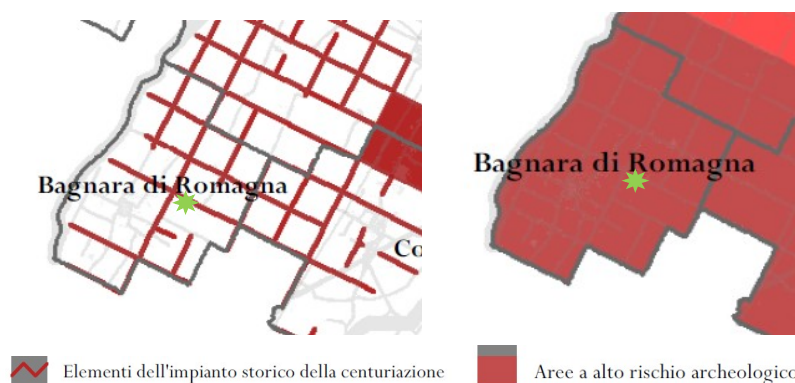 Bagnara di Romagna
Co
Bagnara di Romagna
Elementi dell'impianto storico della centuriazione
Aree a alto rischio archeologico